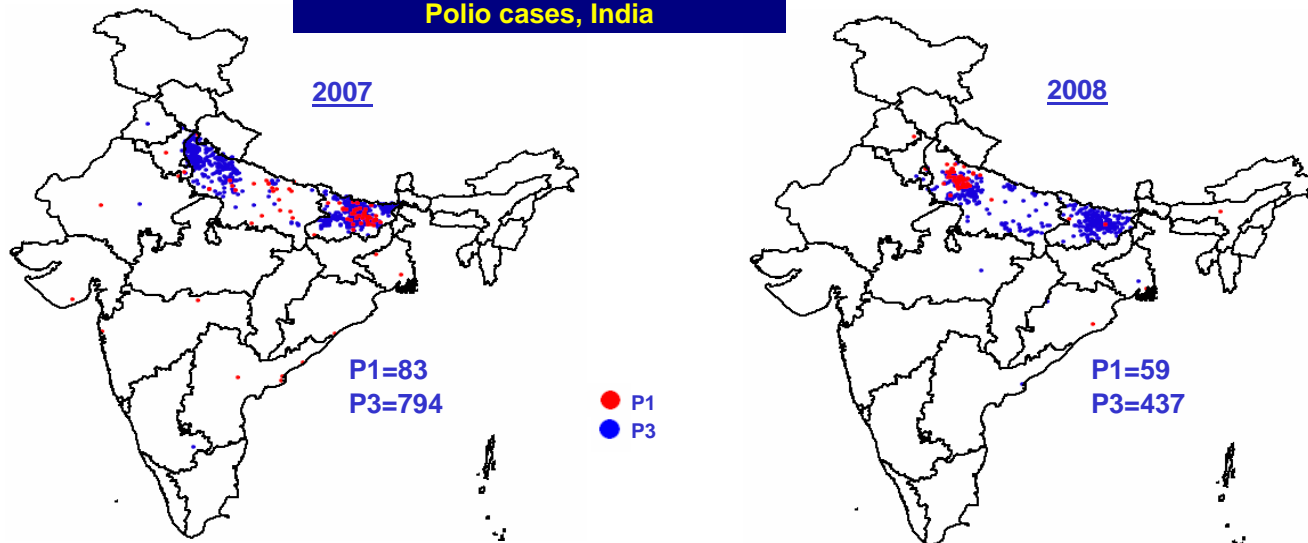 Polio cases, India
2007
2008
P1=83
P3=794
P1
P3
P1=59
P3=437